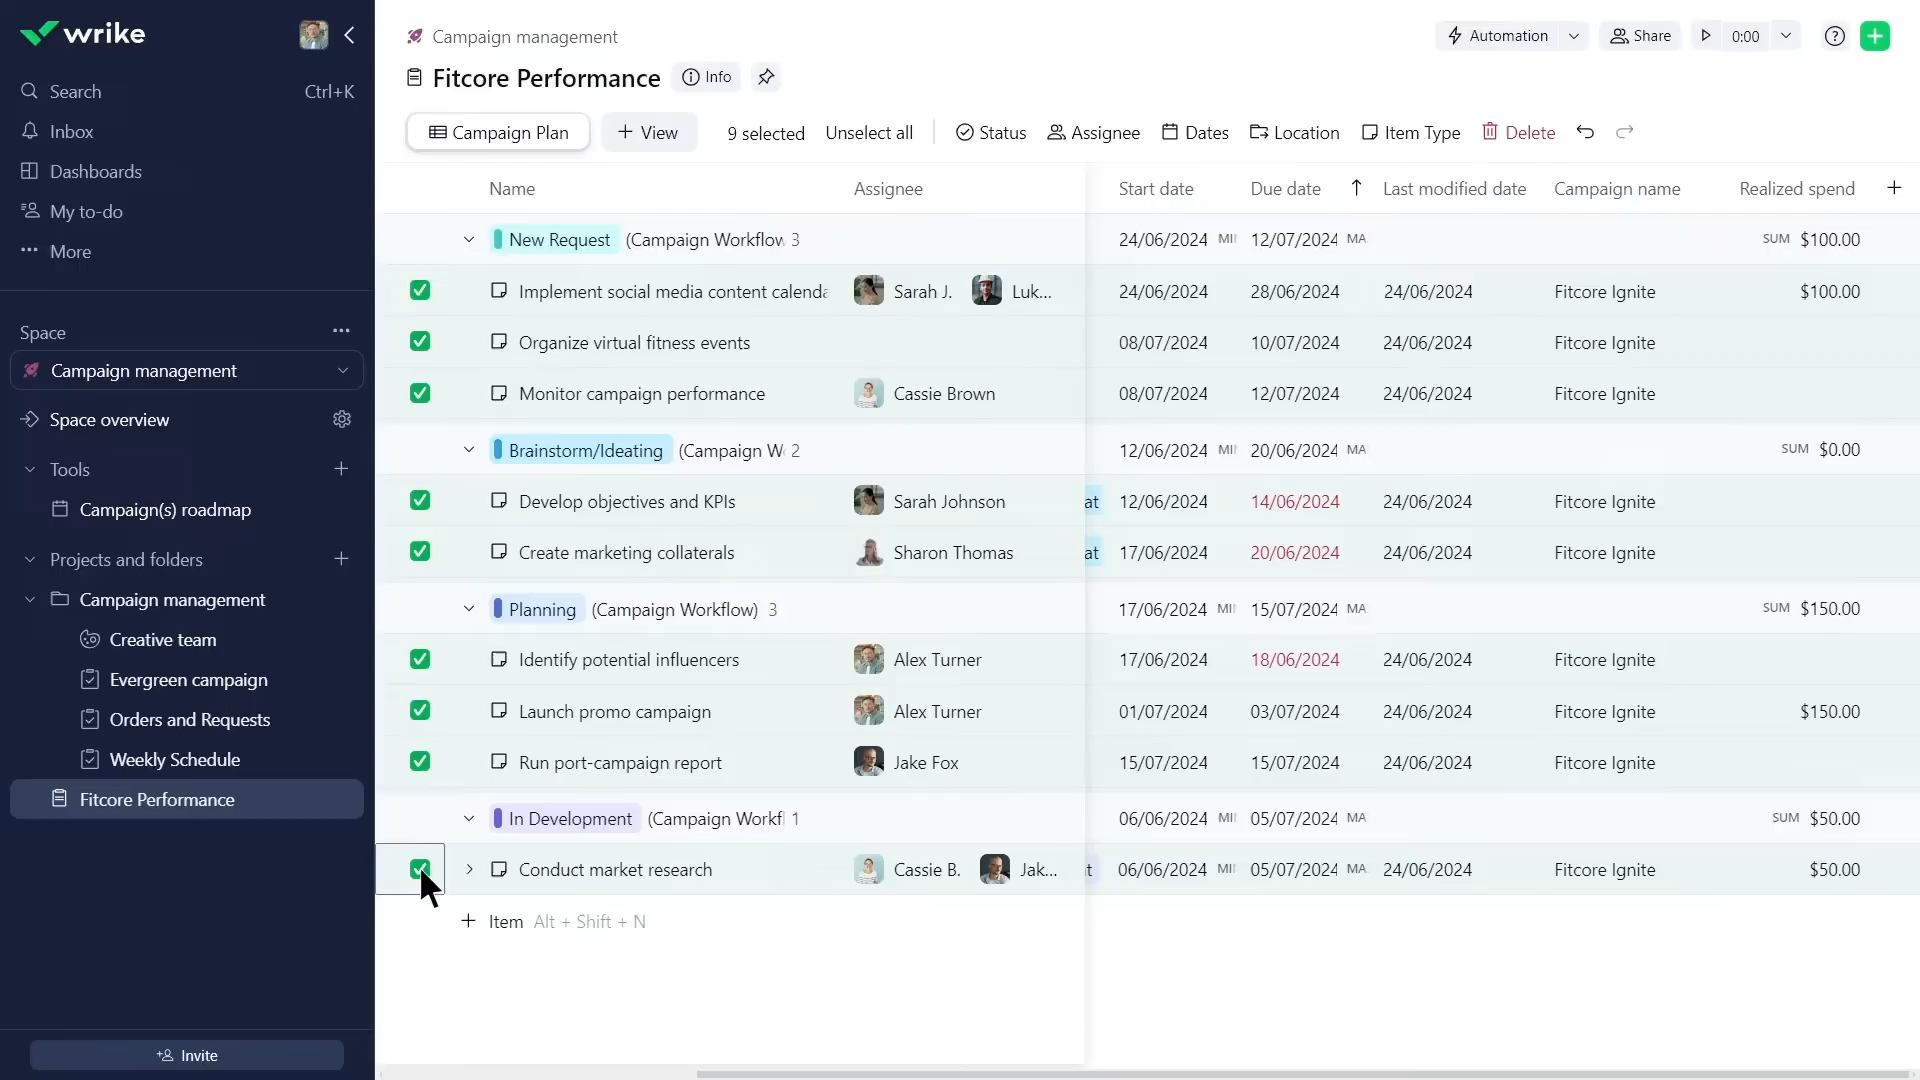 wrike
Search Ctrl+K
Inbox
Dashboards
My to-do
More
Space
Campaign management
Space overview
Tools
Campaign(s) roadmap
Projects and folders
Campaign management
Creative team
Evergreen campaign
Orders and Requests
Weekly Schedule
Fitcore Performance
Invite
Campaign management
Automation Share 0:00
Fitcore Performance Info
Campaign Plan View 9 selected Unselect all Status Assignee Dates Location Item Type Delete
Name Assignee Start date Due date Last modified date Campaign name Realized spend
New Request (Campaign Workflow 3 24/06/2024 MI 12/07/2024 MA SUM $100.00
Implement social media content calenda Sarah J. Luk... 24/06/2024 28/06/2024 24/06/2024 Fitcore Ignite $100.00
Organize virtual fitness events 08/07/2024 10/07/2024 24/06/2024 Fitcore Ignite
Monitor campaign performance Cassie Brown 08/07/2024 12/07/2024 24/06/2024 Fitcore Ignite
Brainstorm/Ideating (Campaign W 2 12/06/2024 MI 20/06/2024 MA SUM $0.00
Develop objectives and KPIs Sarah Johnson at 12/06/2024 14/06/2024 24/06/2024 Fitcore Ignite
Create marketing collaterals Sharon Thomas at 17/06/2024 20/06/2024 24/06/2024 Fitcore Ignite
Planning (Campaign Workflow) 3 17/06/2024 MI 15/07/2024 MA SUM $150.00
Identify potential influencers Alex Turner 17/06/2024 18/06/2024 24/06/2024 Fitcore Ignite
Launch promo campaign Alex Turner 01/07/2024 03/07/2024 24/06/2024 Fitcore Ignite $150.00
Run port-campaign report Jake Fox 15/07/2024 15/07/2024 24/06/2024 Fitcore Ignite
In Development (Campaign Workfl 1 06/06/2024 MI 05/07/2024 MA SUM $50.00
Conduct market research Cassie B. Jak... t 06/06/2024 MI 05/07/2024 MA 24/06/2024 Fitcore Ignite $50.00
Item Alt + Shift + N